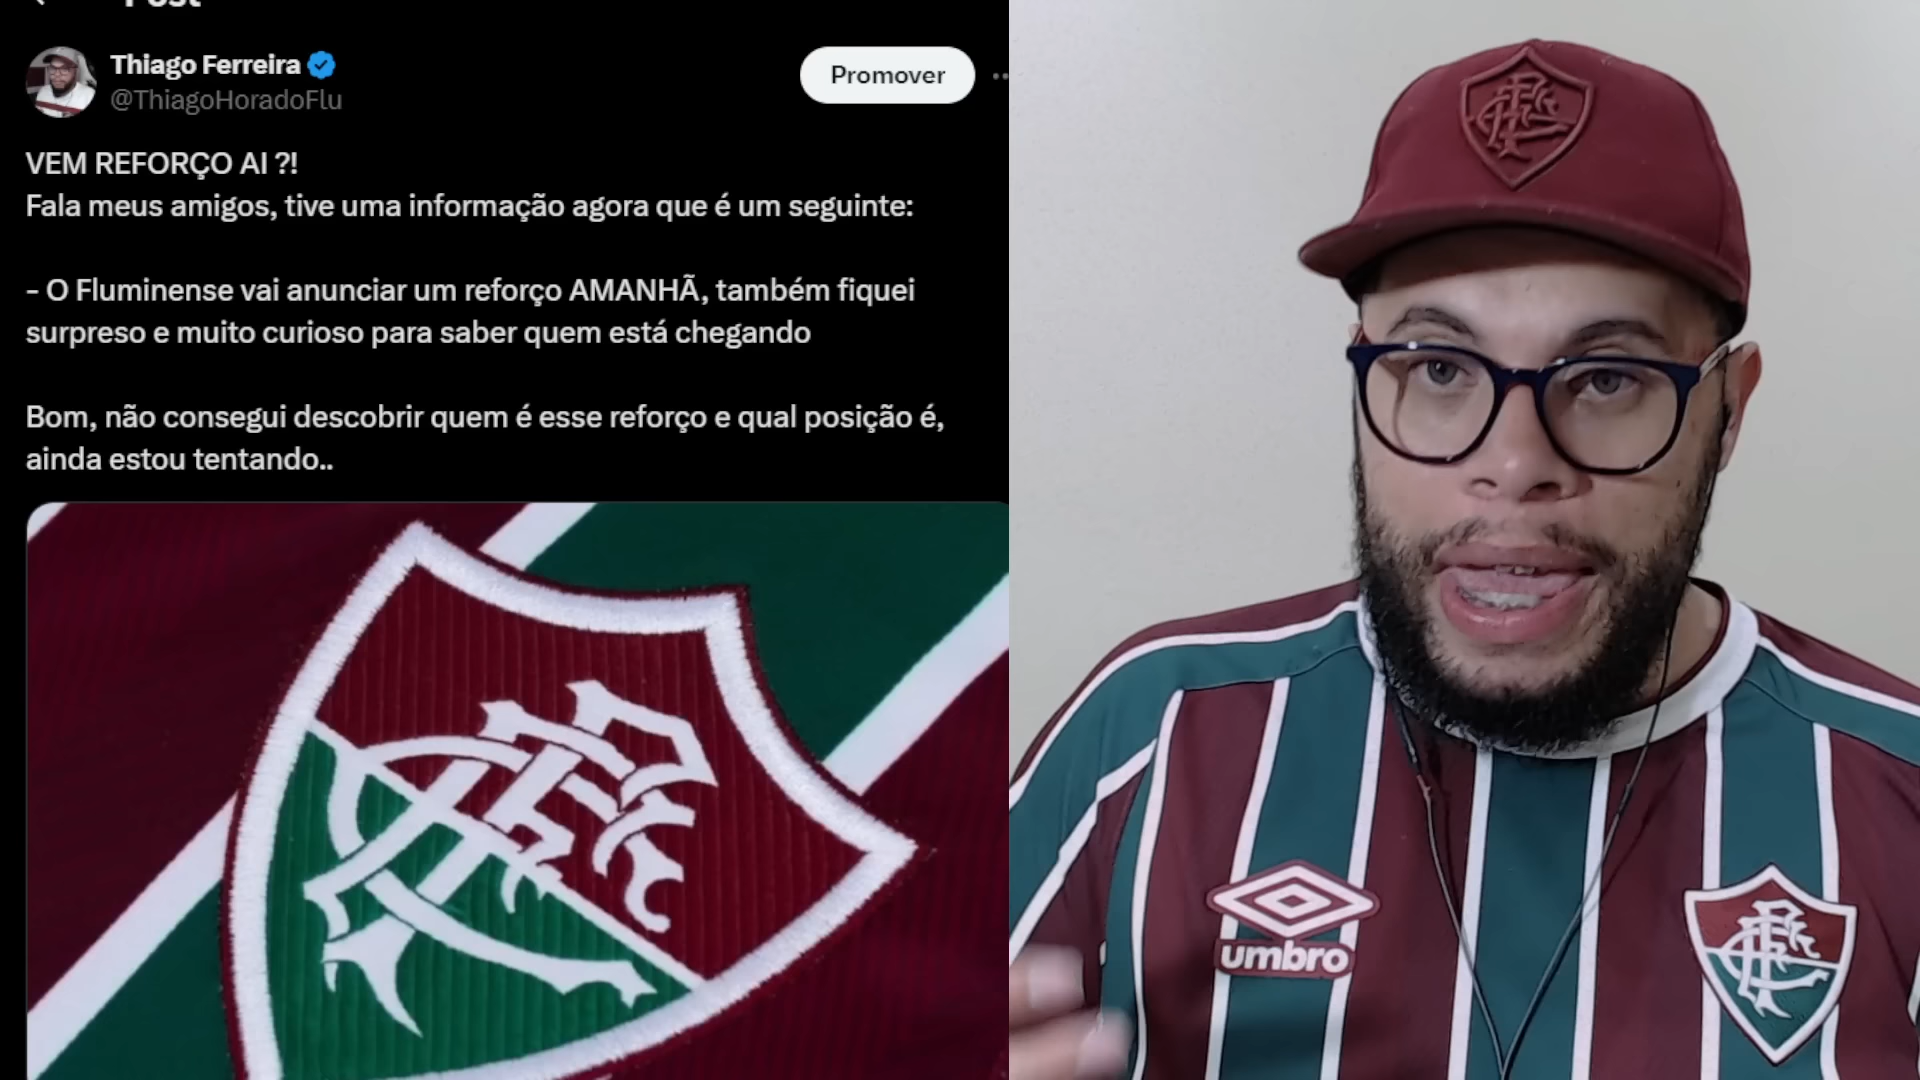 Post
Thiago Ferreira
@ThiagoHoradoFlu
Promover
VEM REFORÇO AI ?!
Fala meus amigos, tive uma informação agora que é um seguinte:
- O Fluminense vai anunciar um reforço AMANHÃ, também fiquei
surpreso e muito curioso para saber quem está chegando
Bom, não consegui descobrir quem é esse reforço e qual posição é,
ainda estou tentando..
umbro